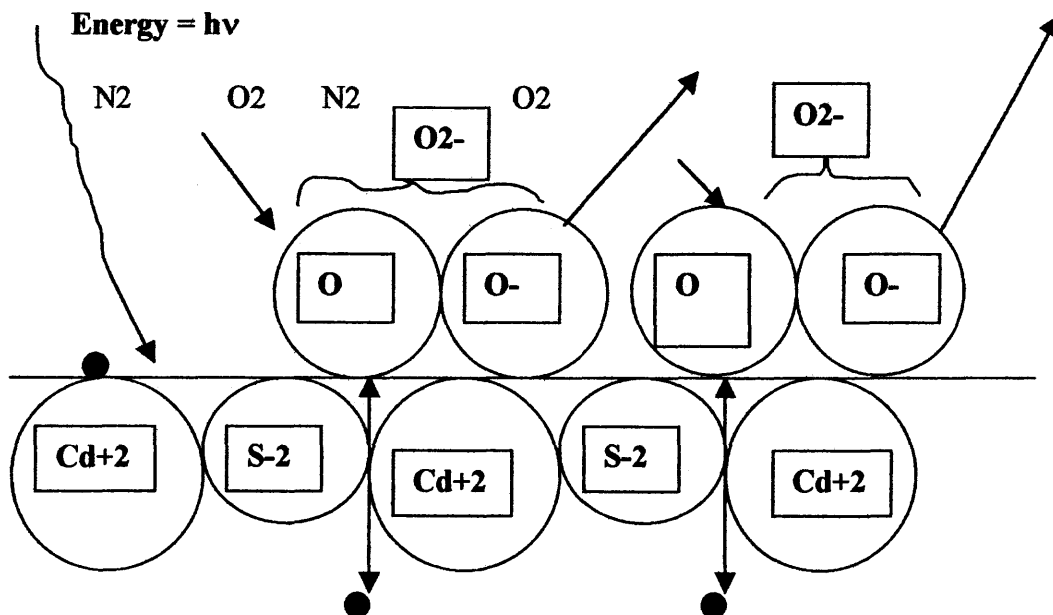 Energy = hν
N2 O2 N2 O2
O2- O2-
O O- O O-
Cd+2 S-2 Cd+2 S-2 Cd+2